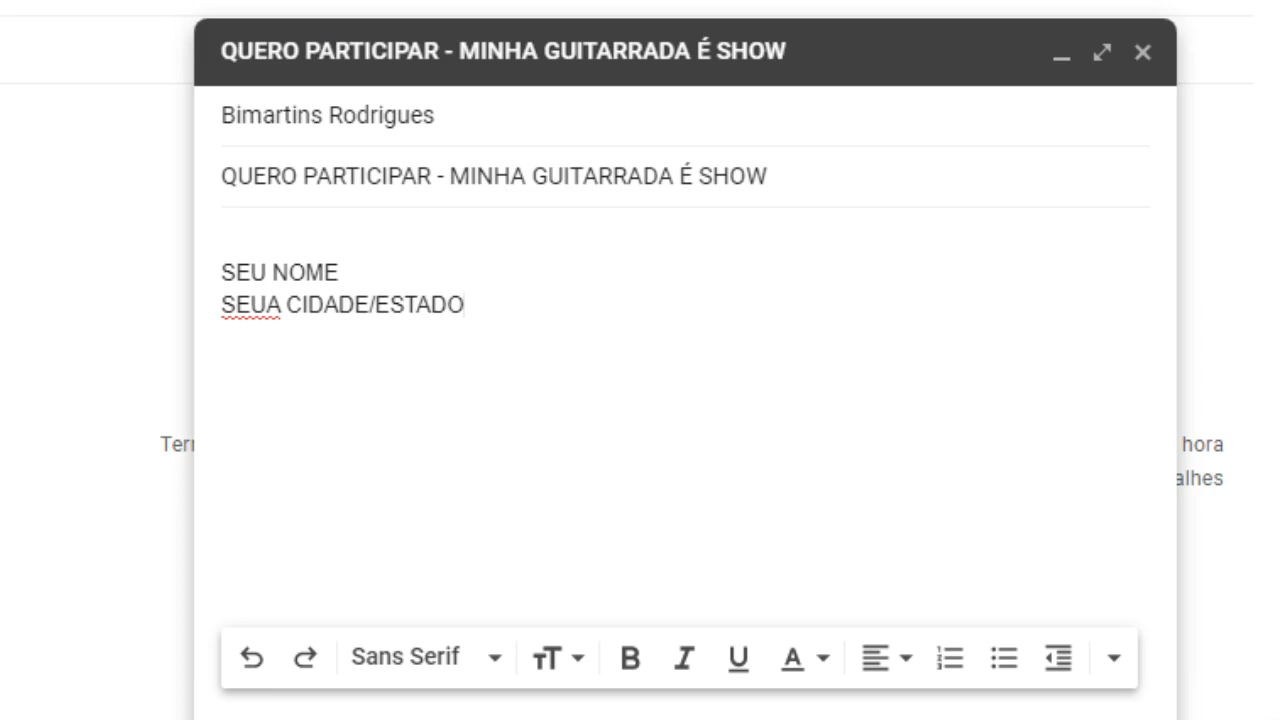 QUERO PARTICIPAR - MINHA GUITARRADA É SHOW
Bimartins Rodrigues
QUERO PARTICIPAR - MINHA GUITARRADA É SHOW
SEU NOME
SEUA CIDADE/ESTADO
hora
Sans Serif